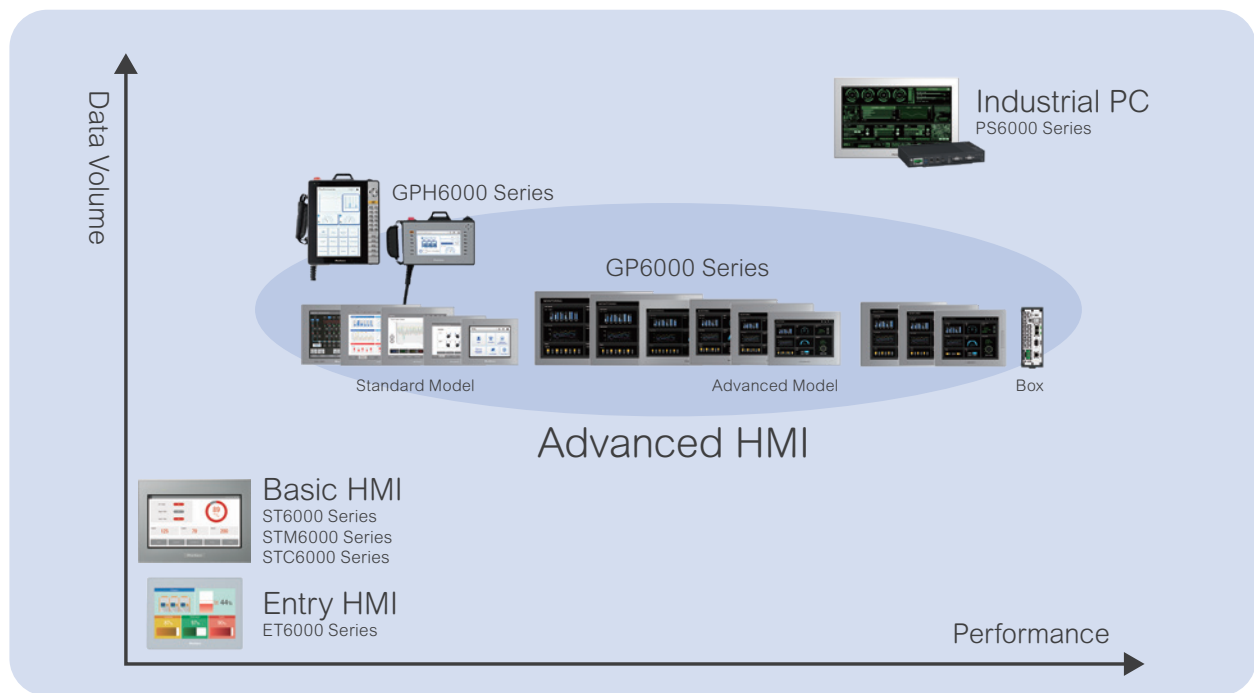 Data Volume
Industrial PC
PS6000 Series
GPH6000 Series
GP6000 Series
Standard Model
Advanced Model
Box
Advanced HMI
Basic HMI
ST6000 Series
STM6000 Series
STC6000 Series
Entry HMI
ET6000 Series
Performance